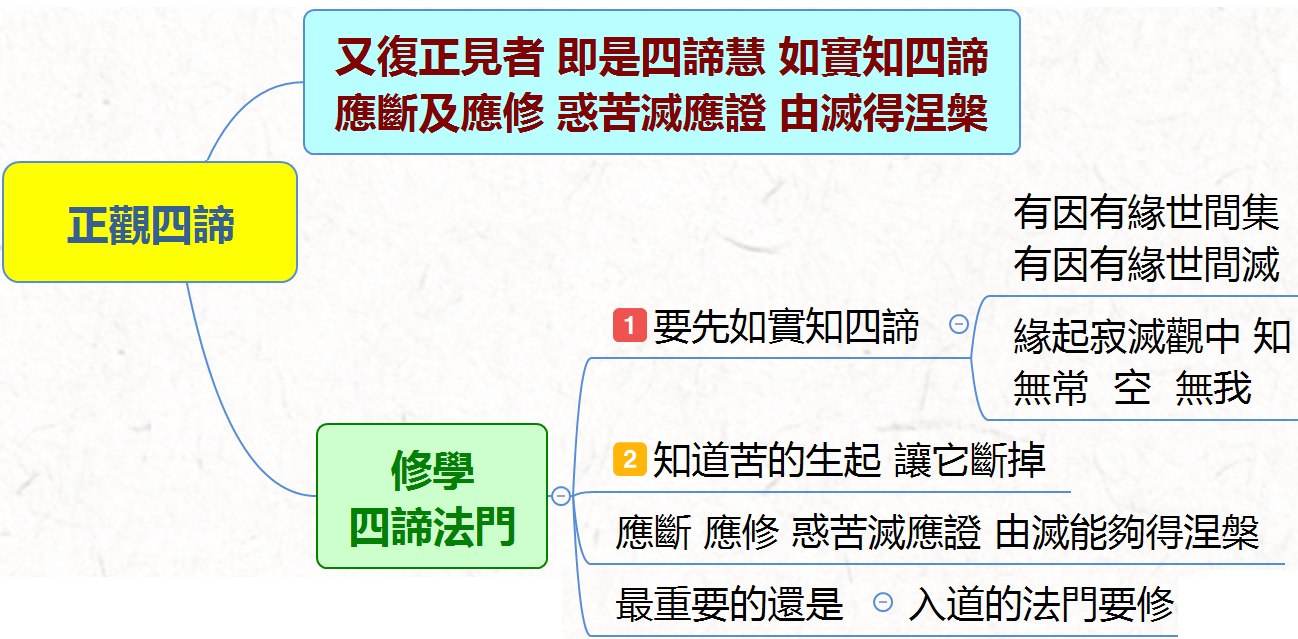 又復正見者 即是四諦慧 如實知四諦
應斷及應修 惑苦滅應證 由滅得涅槃
正觀四諦
有因有緣世間集
有因有緣世間滅
1 要先如實知四諦
緣起寂滅觀中 知
無常 空 無我
修學
四諦法門
2 知道苦的生起 讓它斷掉
應斷 應修 惑苦滅應證 由滅能夠得涅槃
最重要的還是 入道的法門要修